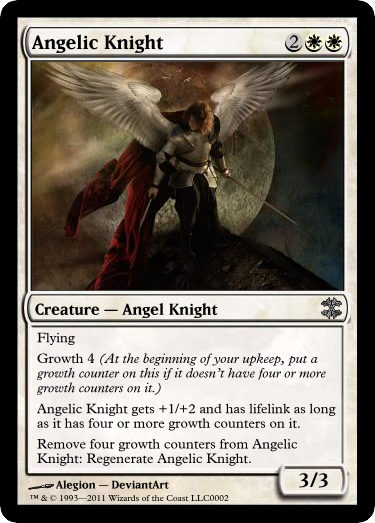 Angelic Knight 2
Creature — Angel Knight
Flying
Growth 4 (At the beginning of your upkeep, put a
growth counter on this if it doesn't have four or more
growth counters on it.)
Angelic Knight gets +1/+2 and has lifelink as long
as it has four or more growth counters on it.
Remove four growth counters from Angelic
Knight: Regenerate Angelic Knight.
3/3
Alegion — DeviantArt
™ & © 1993—2011 Wizards of the Coast LLC0002